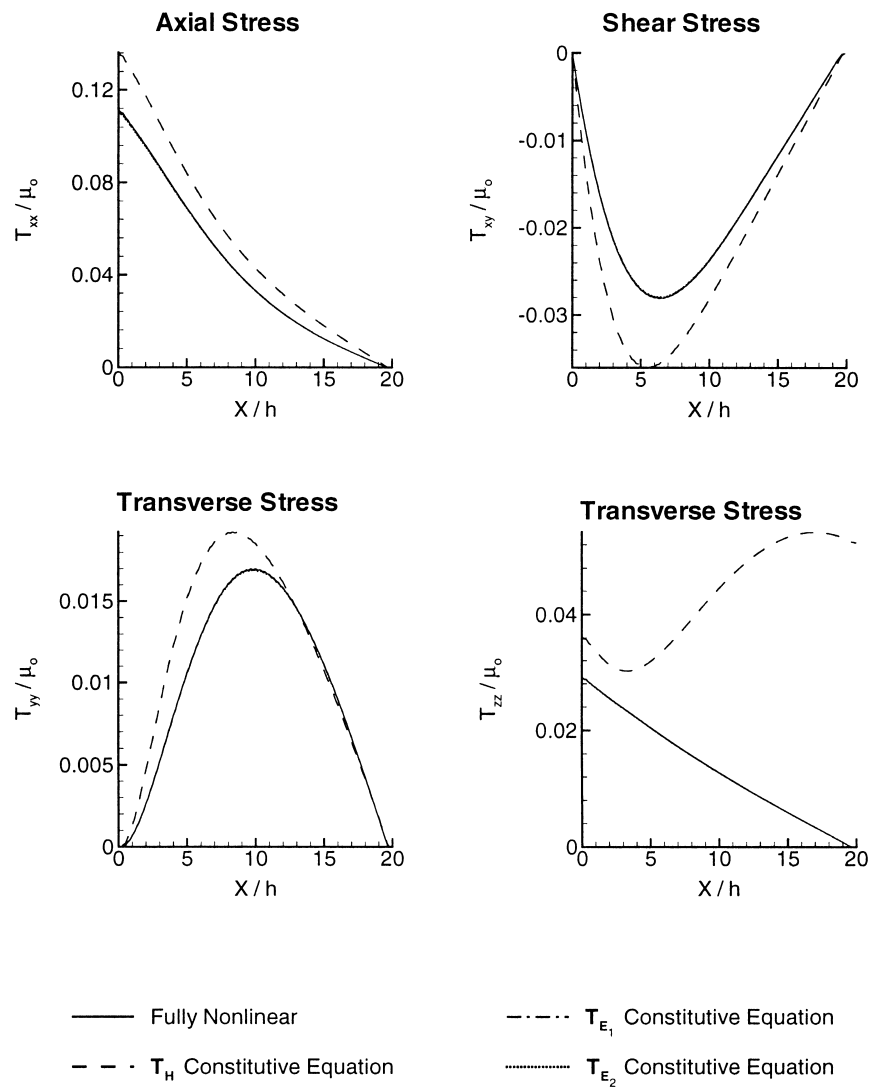 Axial Stress
Shear Stress
0.12
0.08
0.04
0
T_xx / μ_o
0 5 10 15 20
X / h
0
-0.01
-0.02
-0.03
T_xy / μ_o
0 5 10 15 20
X / h
Transverse Stress
Transverse Stress
0.015
0.01
0.005
0
T_yy / μ_o
0 5 10 15 20
X / h
0.04
0.02
0
T_zz / μ_o
0 5 10 15 20
X / h
Fully Nonlinear
T_H Constitutive Equation
T_E₁ Constitutive Equation
T_E₂ Constitutive Equation